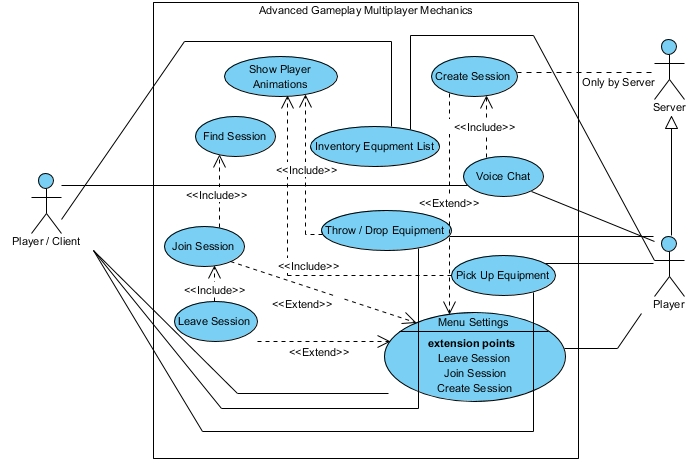 Advanced Gameplay Multiplayer Mechanics
Show Player
Animations
Create Session
Only by Server
Server
Find Session
<<Include>>
Inventory Equpment List
<<Include>>
Voice Chat
<<Include>>
<<Extend>>
Player / Client
Join Session
Throw / Drop Equipment
<<Include>>
Pick Up Equipment
<<Include>>
<<Extend>>
Player
Leave Session
Menu Settings
<<Extend>>
extension points
Leave Session
Join Session
Create Session